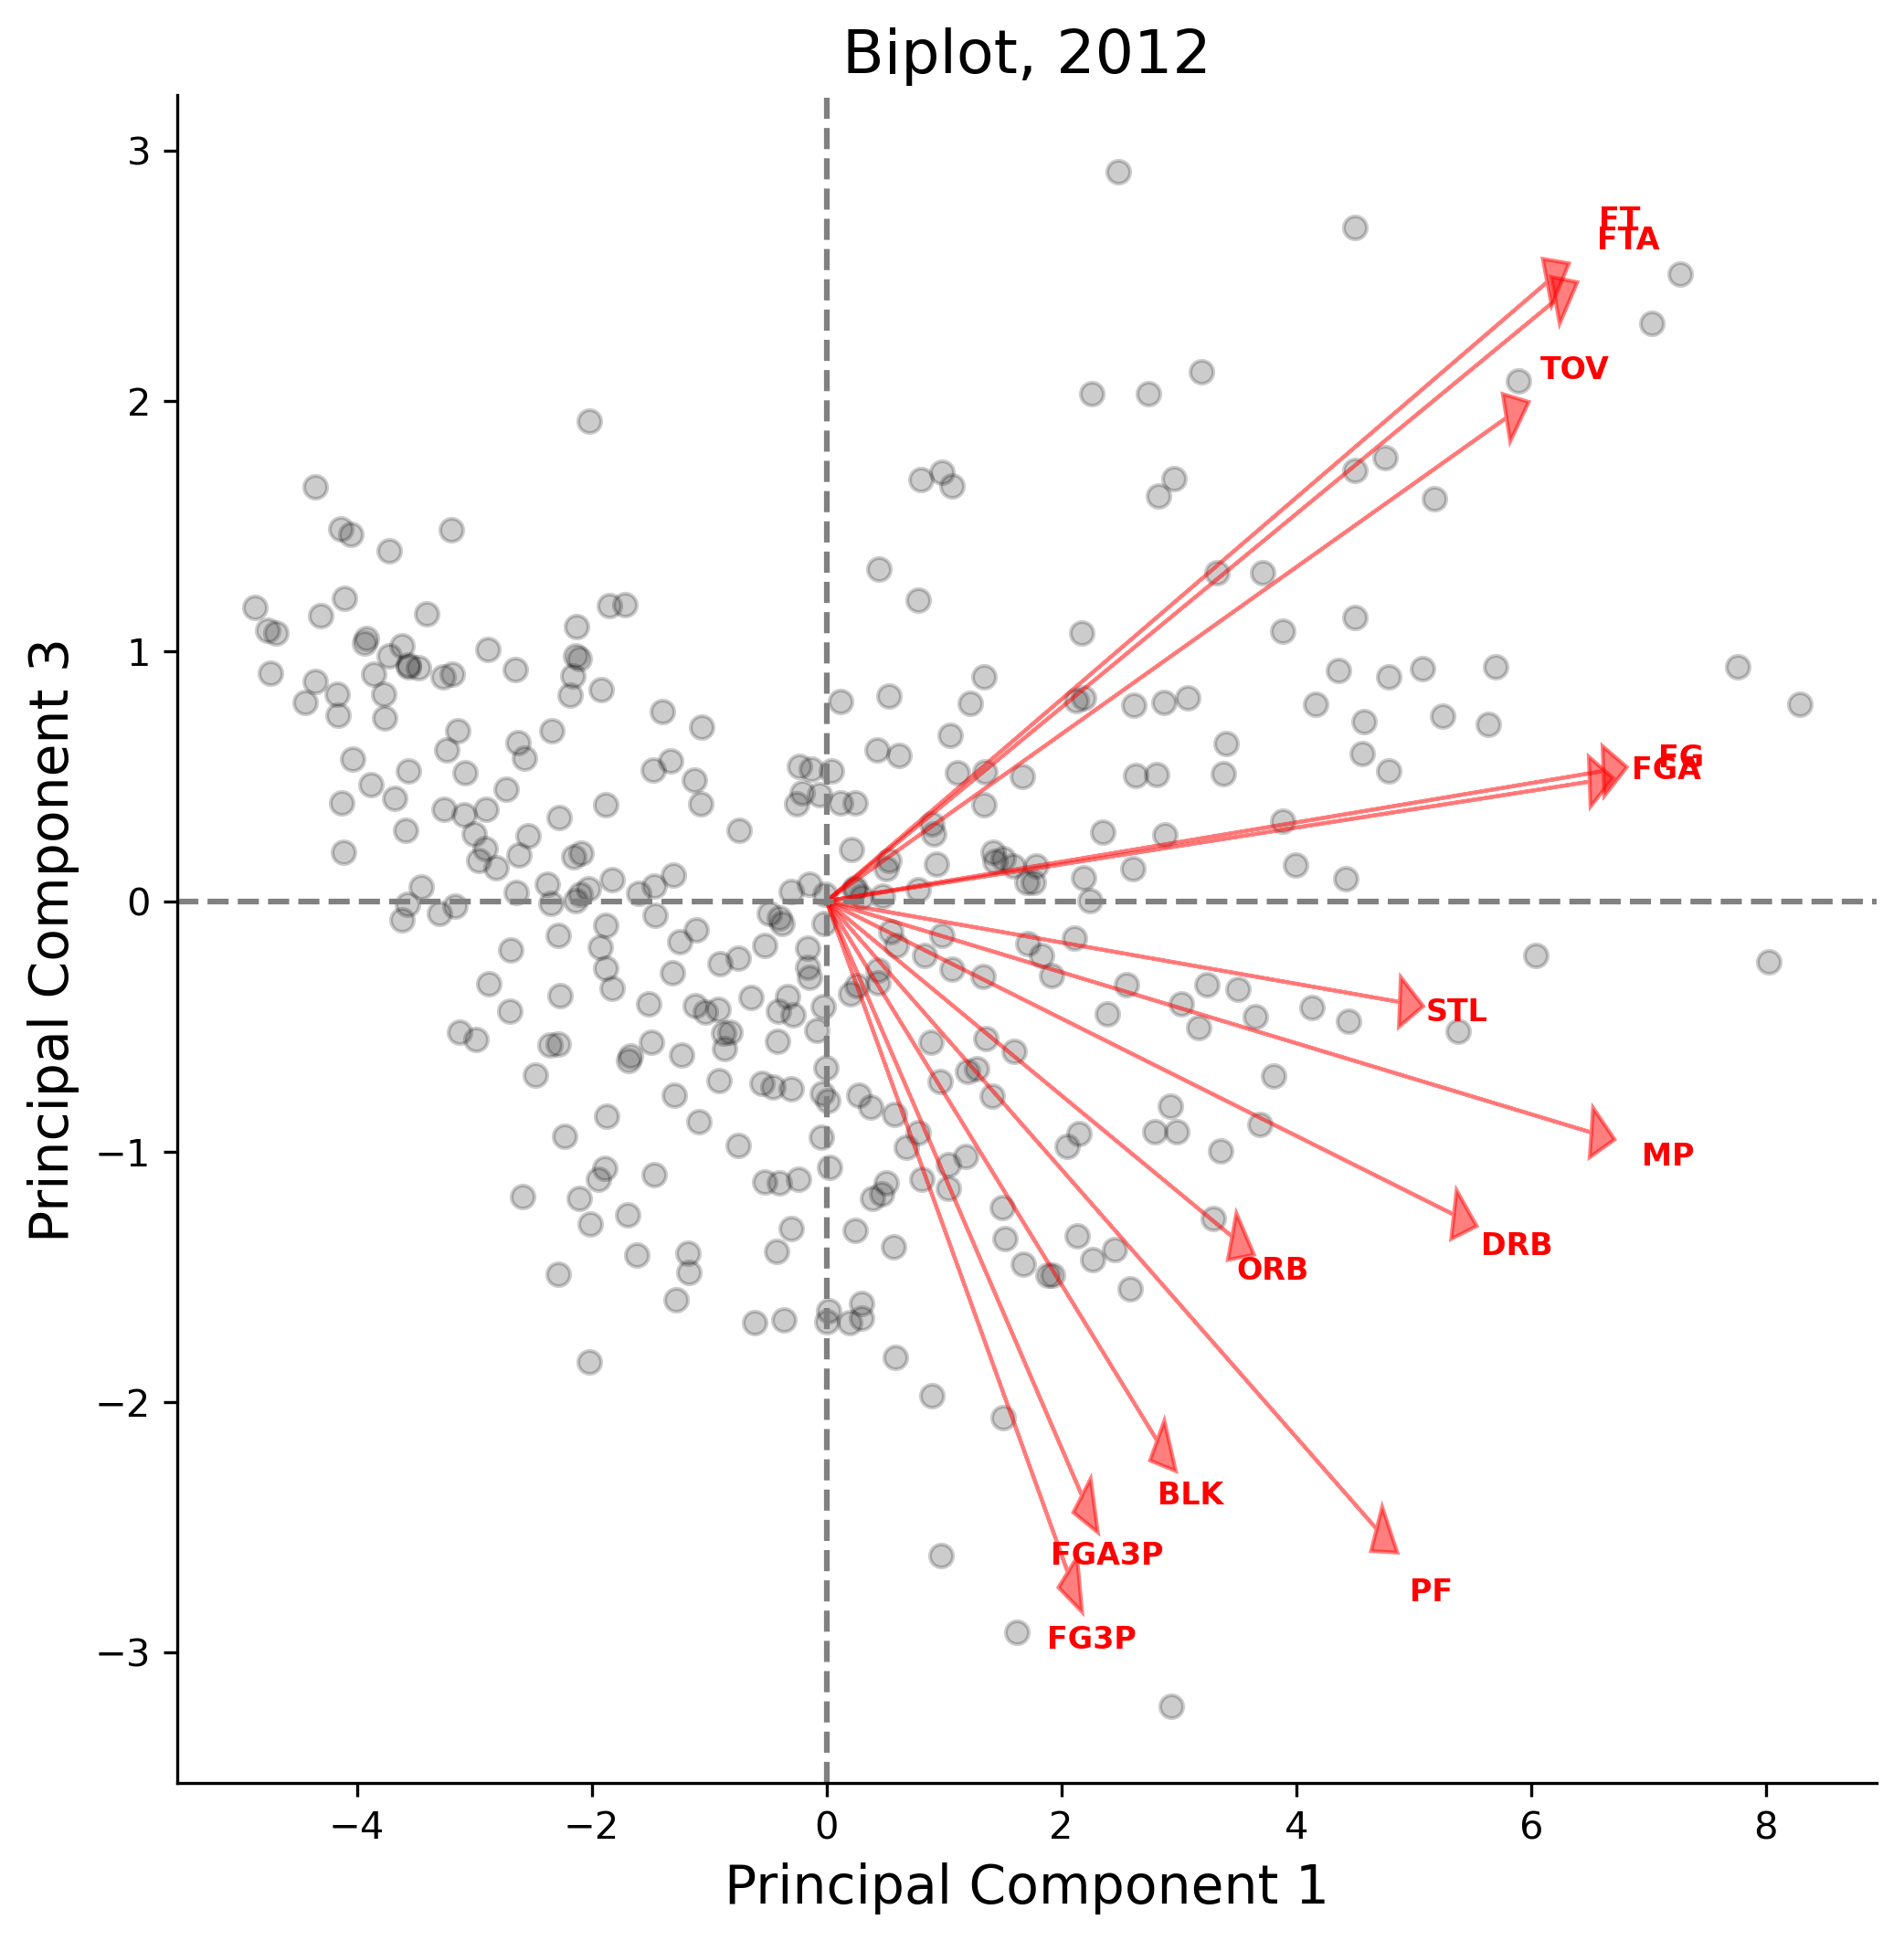 Biplot, 2012
Principal Component 3
3
2
1
0
−1
−2
−3
FT
FTA
TOV
FG
FGA
STL
MP
DRB
ORB
BLK
FGA3P
PF
FG3P
−4
−2
0
2
4
6
8
Principal Component 1